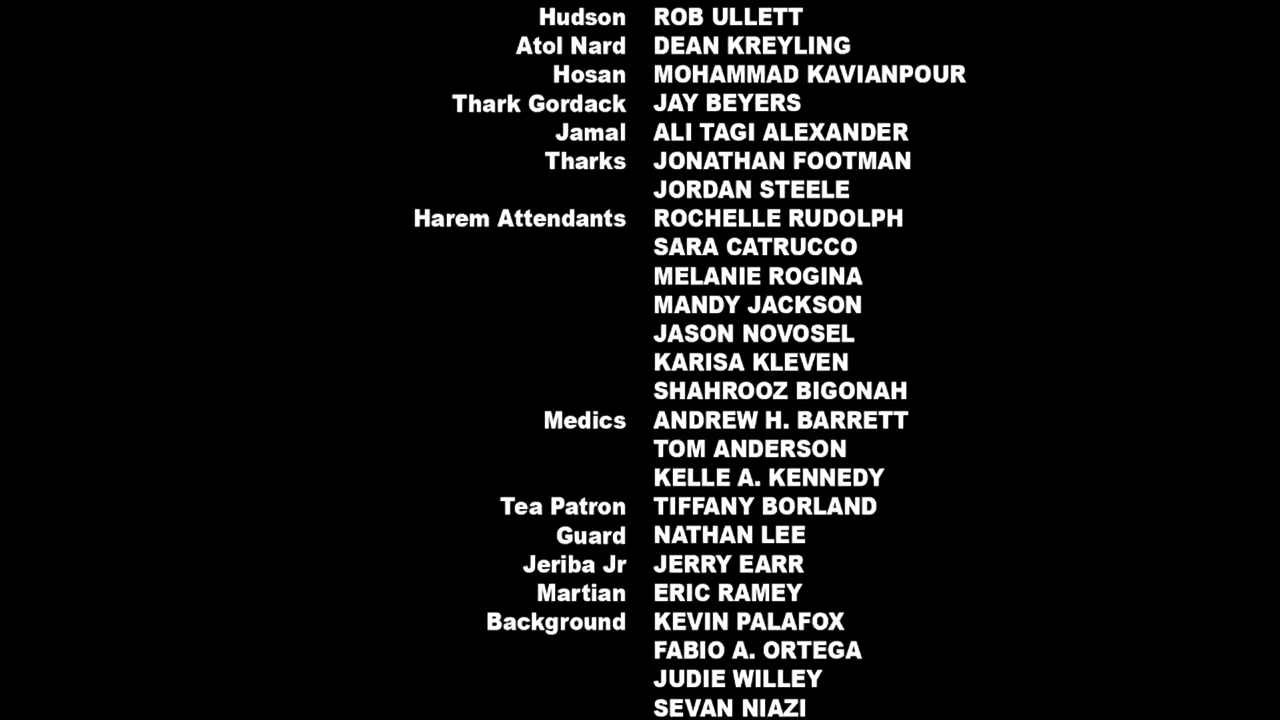 Hudson ROB ULLETT
Atol Nard DEAN KREYLING
Hosan MOHAMMAD KAVIANPOUR
Thark Gordack JAY BEYERS
Jamal ALI TAGI ALEXANDER
Tharks JONATHAN FOOTMAN
JORDAN STEELE
Harem Attendants ROCHELLE RUDOLPH
SARA CATRUCCO
MELANIE ROGINA
MANDY JACKSON
JASON NOVOSEL
KARISA KLEVEN
SHAHROOZ BIGONAH
Medics ANDREW H. BARRETT
TOM ANDERSON
KELLE A. KENNEDY
Tea Patron TIFFANY BORLAND
Guard NATHAN LEE
Jeriba Jr JERRY EARR
Martian ERIC RAMEY
Background KEVIN PALAFOX
FABIO A. ORTEGA
JUDIE WILLEY
SEVAN NIAZI